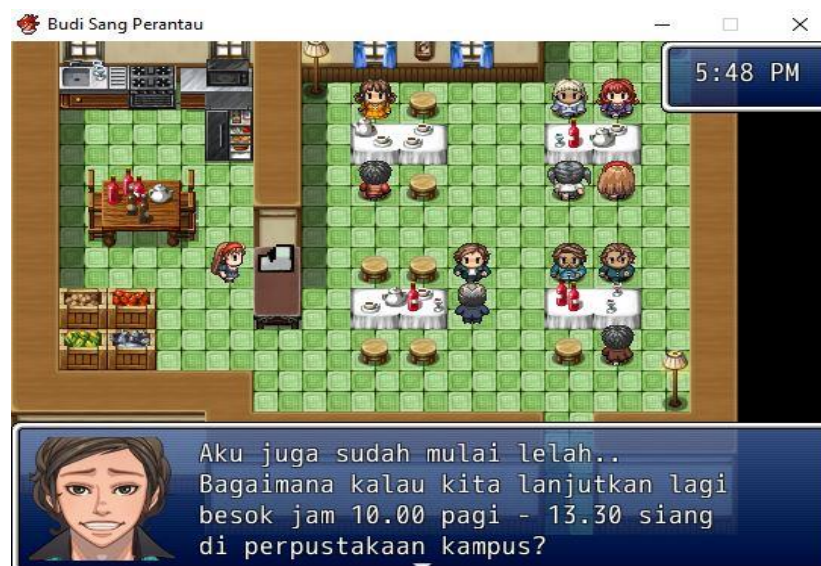 Budi Sang Perantau
5:48 PM
Aku juga sudah mulai lelah..
Bagaimana kalau kita lanjutkan lagi
besok jam 10.00 pagi - 13.30 siang
di perpustakaan kampus?